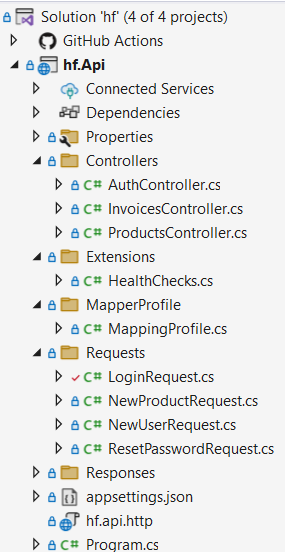 Solution 'hf' (4 of 4 projects)
GitHub Actions
hf.Api
Connected Services
Dependencies
Properties
Controllers
C# AuthController.cs
C# InvoicesController.cs
C# ProductsController.cs
Extensions
C# HealthChecks.cs
MapperProfile
C# MappingProfile.cs
Requests
C# LoginRequest.cs
C# NewProductRequest.cs
C# NewUserRequest.cs
C# ResetPasswordRequest.cs
Responses
appsettings.json
hf.api.http
C# Program.cs